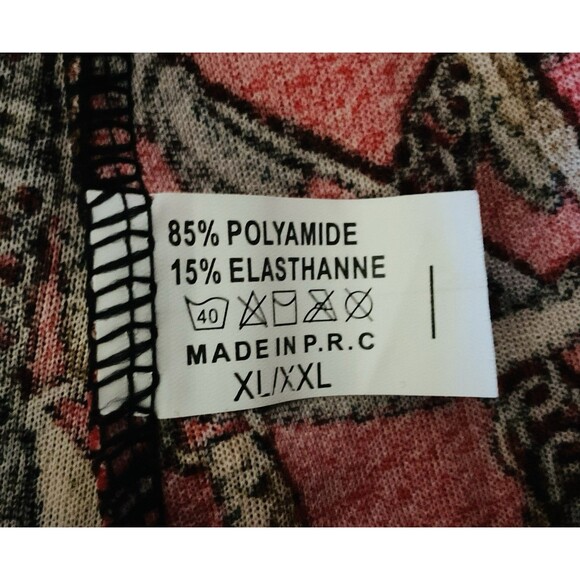 85% POLYAMIDE
15% ELASTHANNE
40
MADE IN P.R.C
XL/XXL